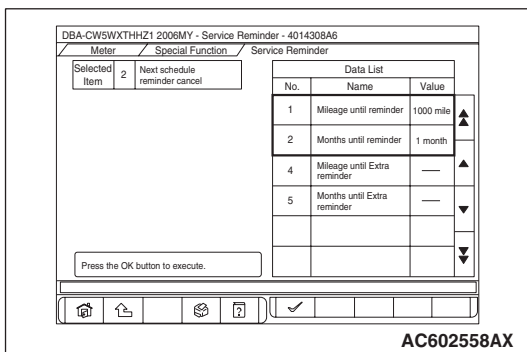 DBA-CW5WXTHHZ1 2006MY - Service Reminder - 4014308A6
Meter / Special Function / Service Reminder
Selected Item 2 Next schedule reminder cancel
Data List
No. Name Value
1 Mileage until reminder 1000 mile
2 Months until reminder 1 month
4 Mileage until Extra reminder —
5 Months until Extra reminder —
Press the OK button to execute.
AC602558AX